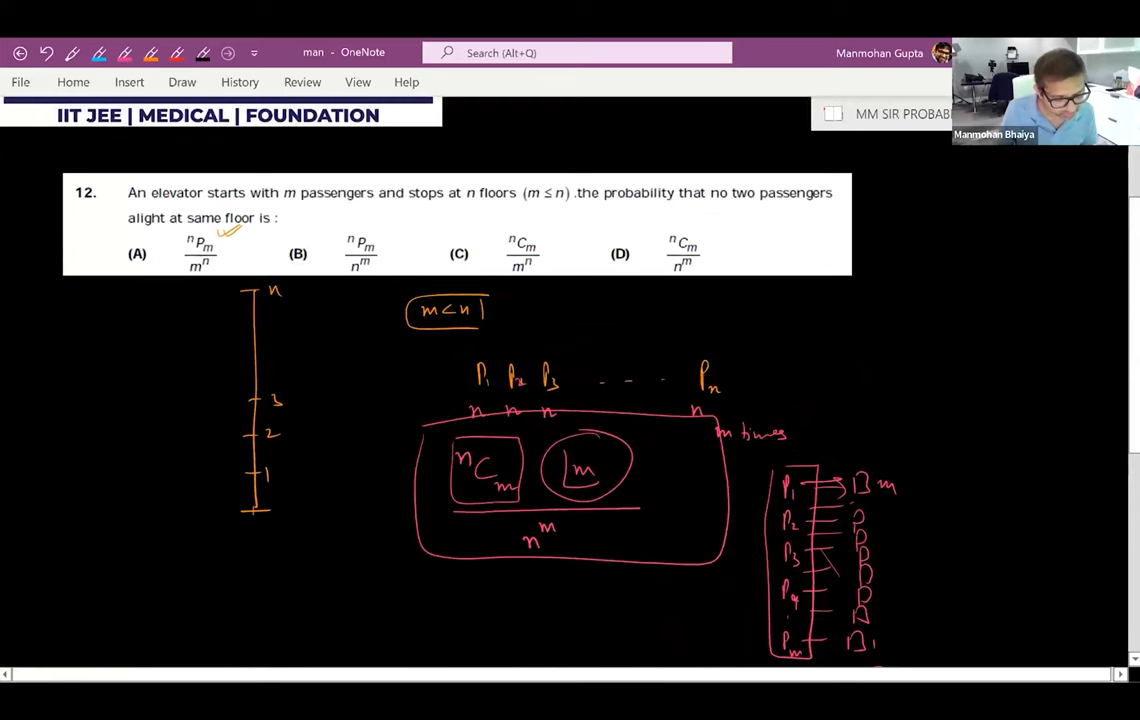 man - OneNote
Search (Alt+Q)
Manmohan Gupta
File Home Insert Draw History Review View Help
IIT JEE | MEDICAL | FOUNDATION
MM SIR PROBAB
Manmohan Bhaiya
12. An elevator starts with m passengers and stops at n floors (m ≤ n) .the probability that no two passengers
alight at same floor is :
(A) ⁿPₘ / mⁿ (B) ⁿPₘ / nᵐ (C) ⁿCₘ / mⁿ (D) ⁿCₘ / nᵐ
n
3
2
1
m < n
P₁ P₂ P₃ - - - Pₙ
n n n n
m times
ⁿCₘ ⌊m
nᵐ
P₁
P₂
P₃
P₄
Pₘ